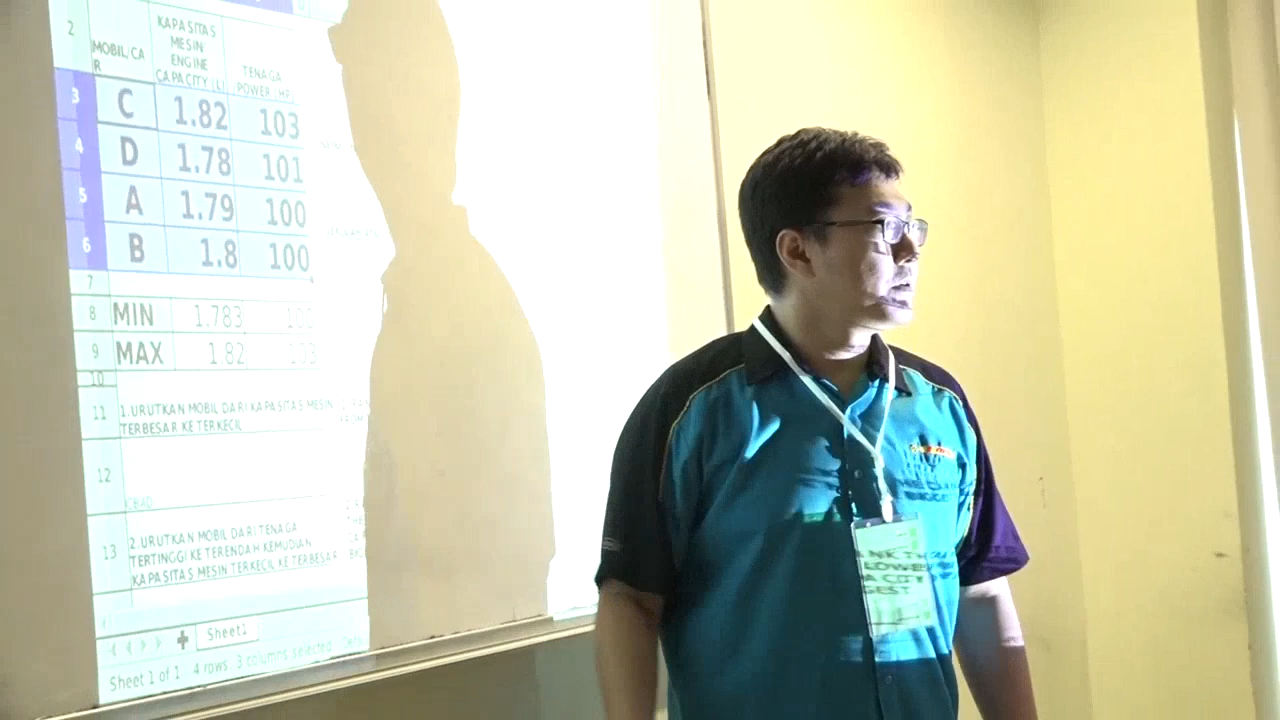 2
MOBIL/CA
R
KAPASITAS
MESIN
ENGINE
CAPACITY (L)
TENAGA
POWER (HP
3 C 1.82 103
4 D 1.78 101
5 A 1.79 100
6 B 1.8 100
7
8 MIN 1.783
9 MAX 1.82 103
10
11 1.URUTKAN MOBIL DARI KAPASITAS MESIN
TERBESAR KE TERKECIL
12
CBAD
13 2.URUTKAN MOBIL DARI TENAGA
TERTINGGI KE TERENDAH KEMUDIAN
KAPASITAS MESIN TERKECIL KE TERBESAR
Sheet1
Sheet 1 of 1 4 rows 3 columns selected